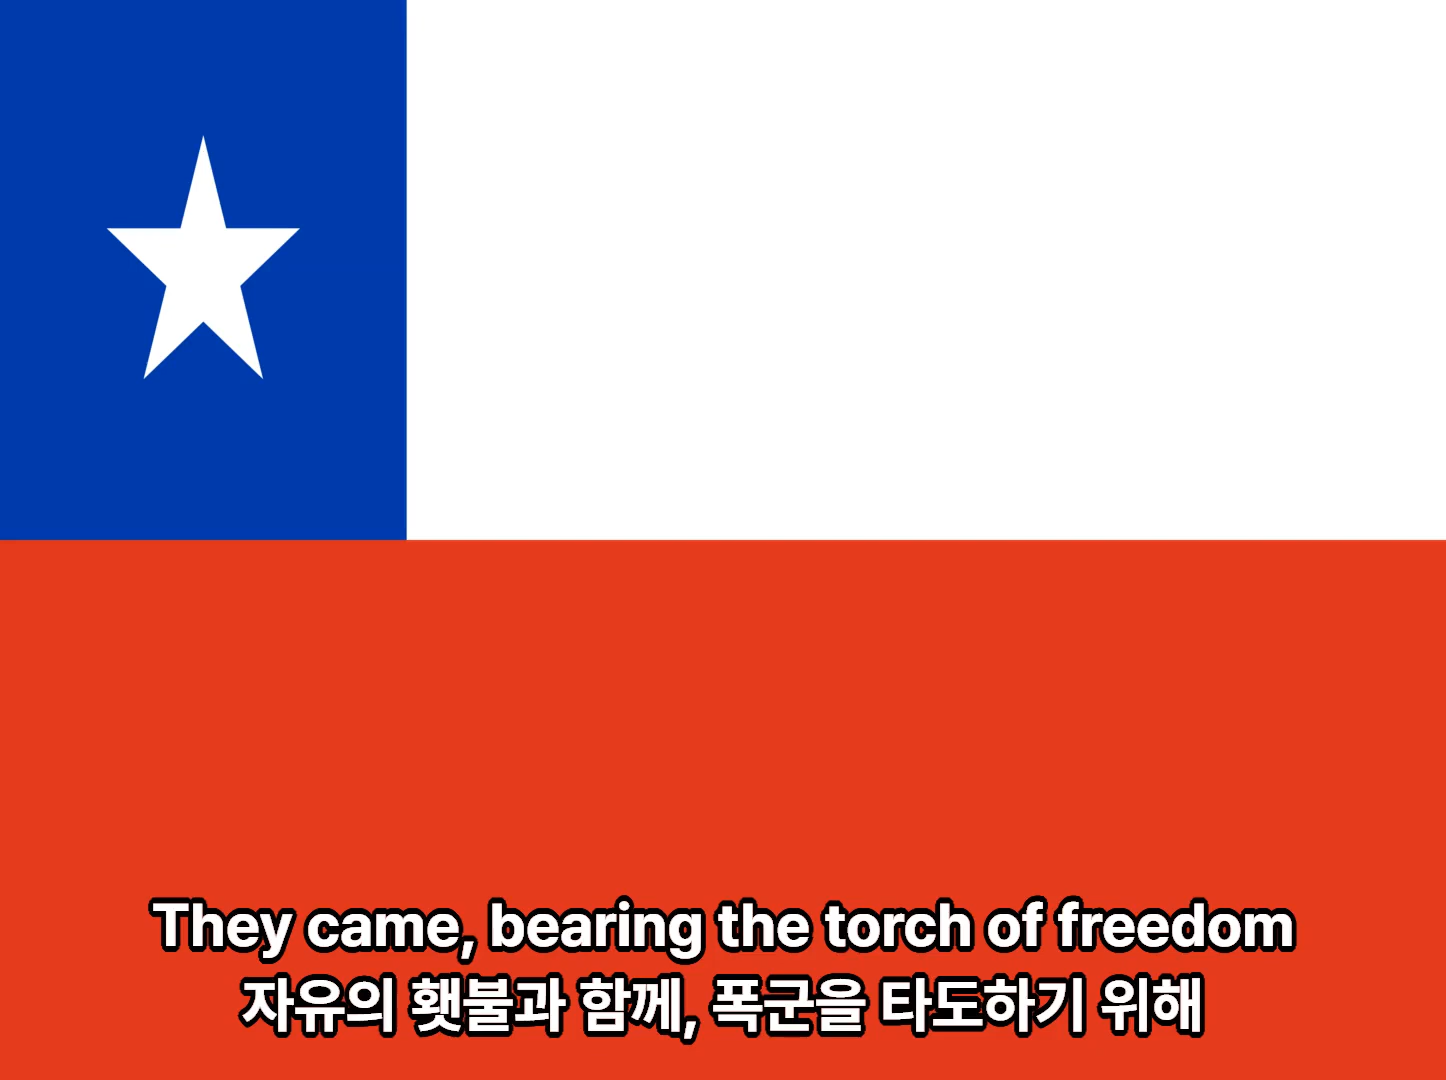 They came, bearing the torch of freedom
자유의 횃불과 함께, 폭군을 타도하기 위해